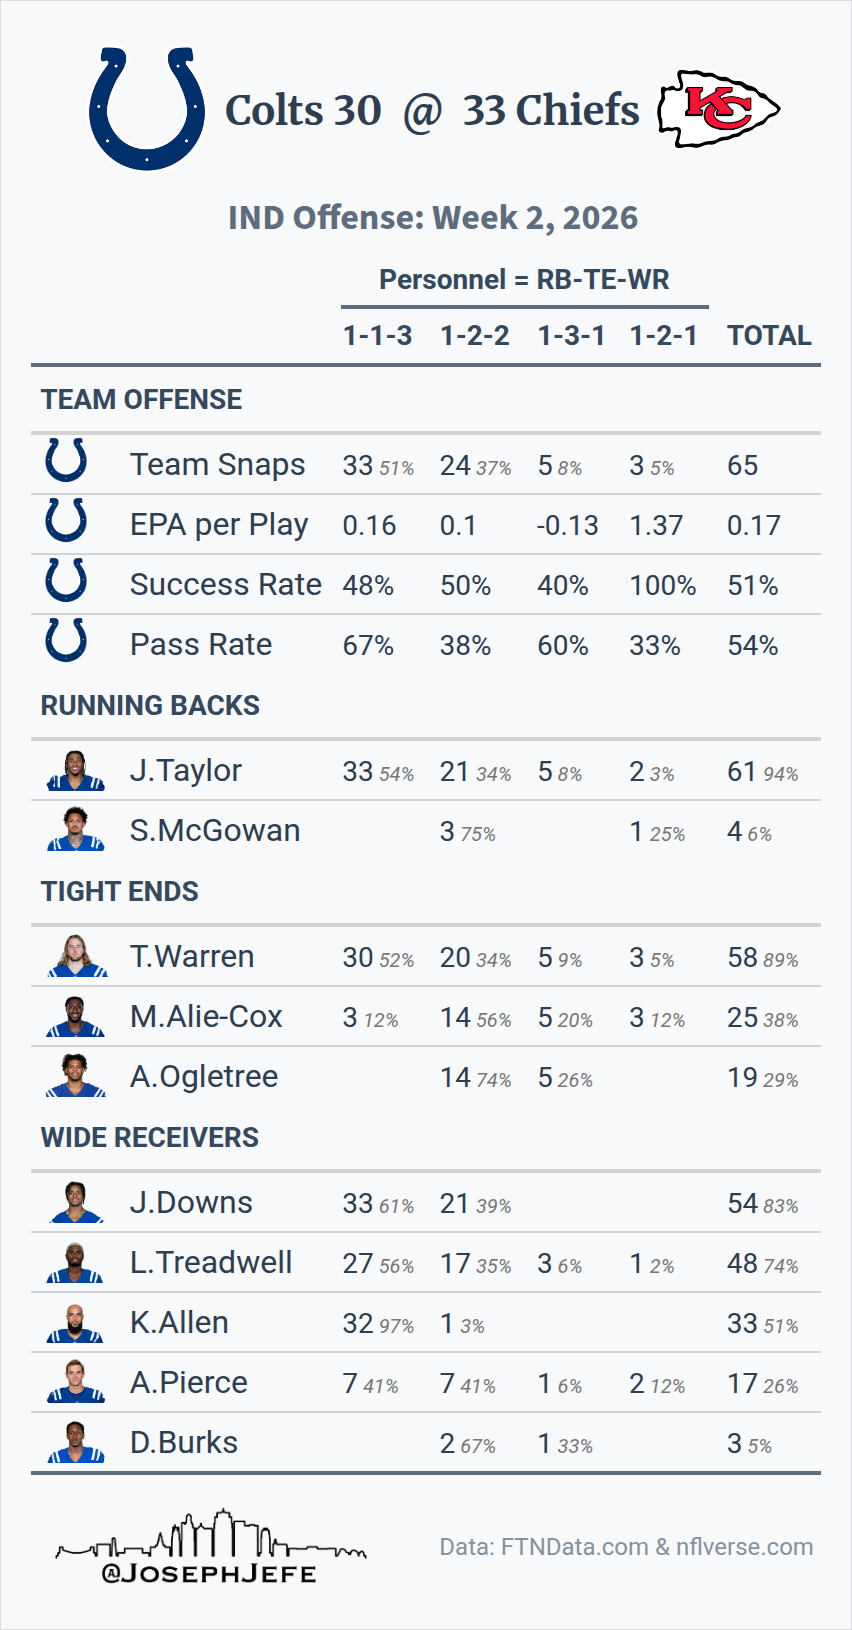 Colts 30 @ 33 Chiefs
KC
IND Offense: Week 2, 2026
Personnel = RB-TE-WR
1-1-3 1-2-2 1-3-1 1-2-1 TOTAL
TEAM OFFENSE
Team Snaps 33 51% 24 37% 5 8% 3 5% 65
EPA per Play 0.16 0.1 -0.13 1.37 0.17
Success Rate 48% 50% 40% 100% 51%
Pass Rate 67% 38% 60% 33% 54%
RUNNING BACKS
J.Taylor 33 54% 21 34% 5 8% 2 3% 61 94%
S.McGowan 3 75% 1 25% 4 6%
TIGHT ENDS
T.Warren 30 52% 20 34% 5 9% 3 5% 58 89%
M.Alie-Cox 3 12% 14 56% 5 20% 3 12% 25 38%
A.Ogletree 14 74% 5 26% 19 29%
WIDE RECEIVERS
J.Downs 33 61% 21 39% 54 83%
L.Treadwell 27 56% 17 35% 3 6% 1 2% 48 74%
K.Allen 32 97% 1 3% 33 51%
A.Pierce 7 41% 7 41% 1 6% 2 12% 17 26%
D.Burks 2 67% 1 33% 3 5%
@JOSEPHJEFE
Data: FTNData.com & nflverse.com